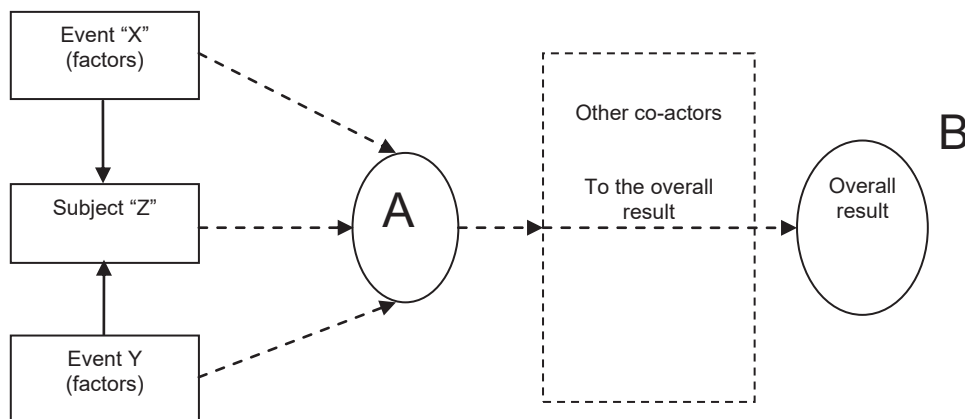 Event “X”
(factors)
Subject “Z”
Event Y
(factors)
A
Other co-actors
To the overall
result
Overall
result
B